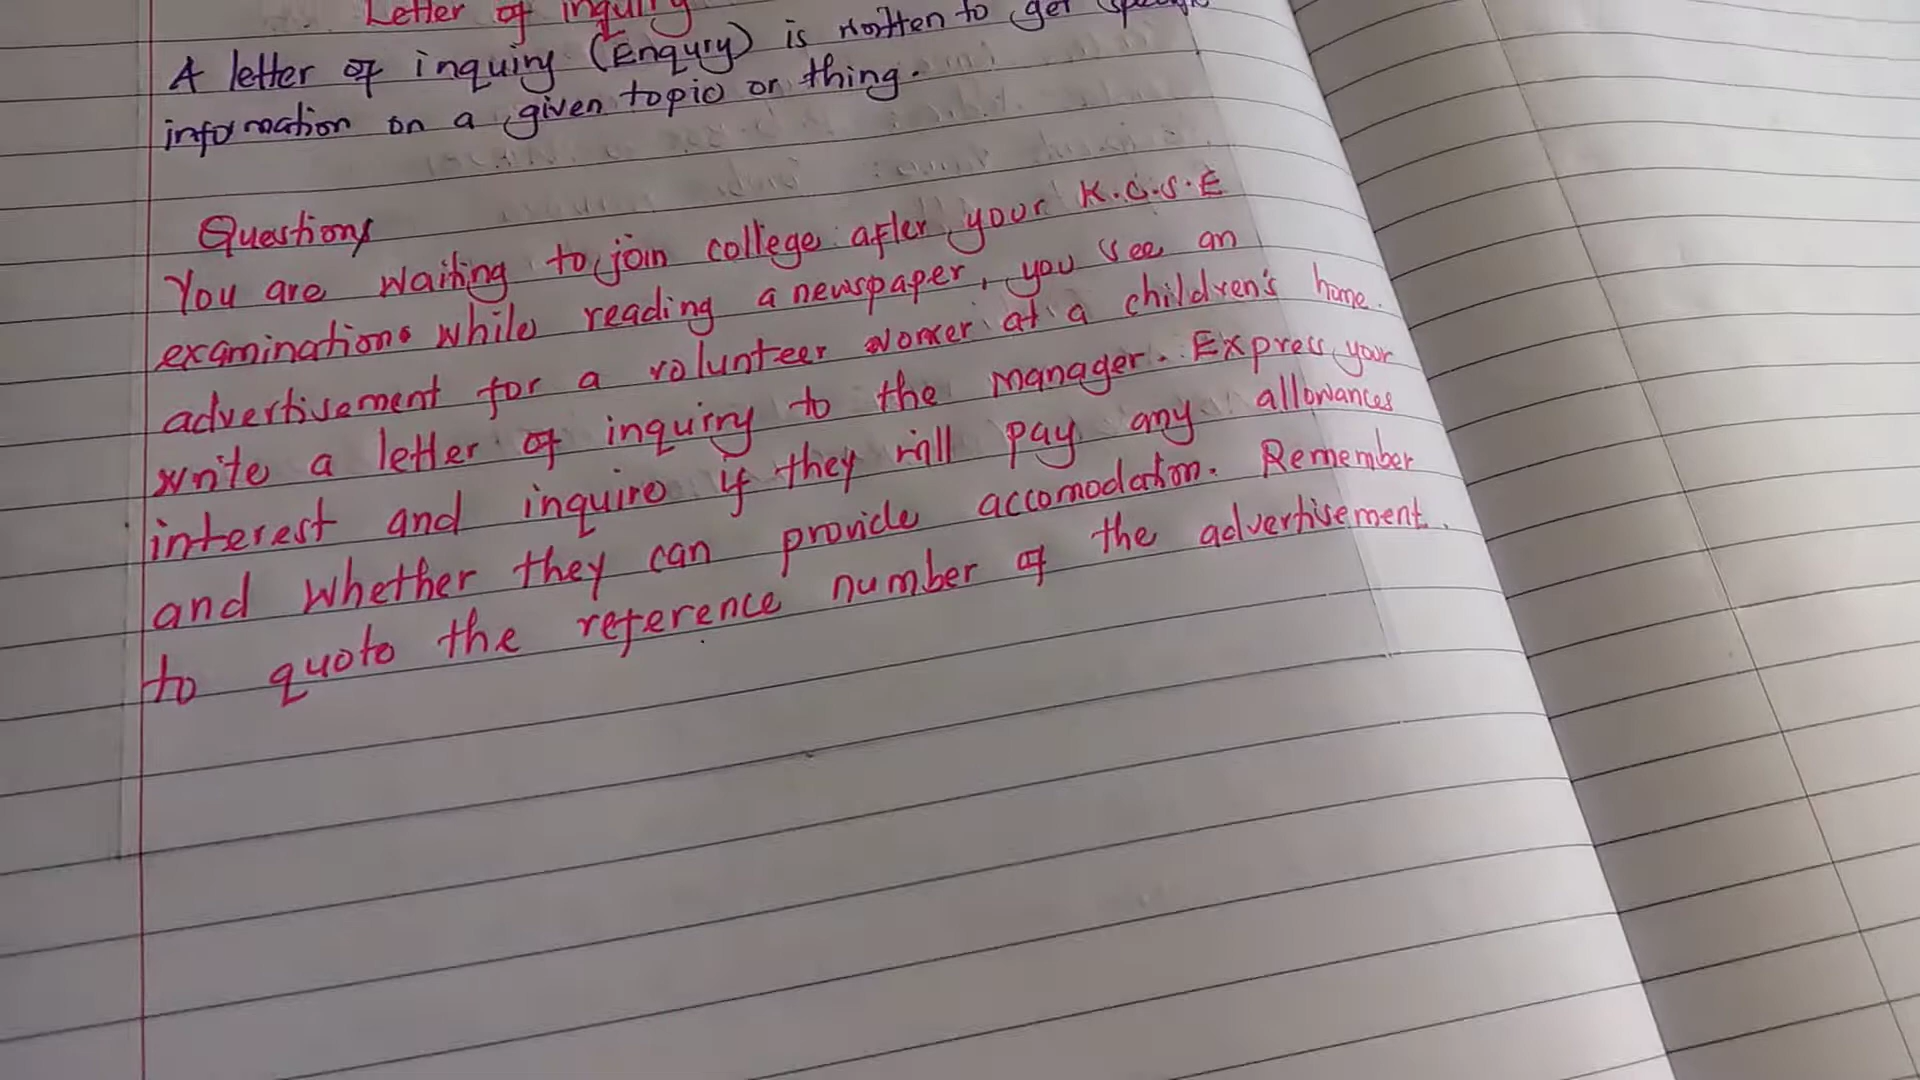 Letter of inquiry
A letter of inquiry (Enqury) is written to get specific
information on a given topic or thing.
Questions
You are waiting to join college after your K.C.S.E
examination. While reading a newspaper, you see an
advertisement for a volunteer worker at a children's home.
write a letter of inquiry to the manager. Express your
interest and inquire if they will pay any allowances
and whether they can provide accomodation. Remember
to quote the reference number of the advertisement.